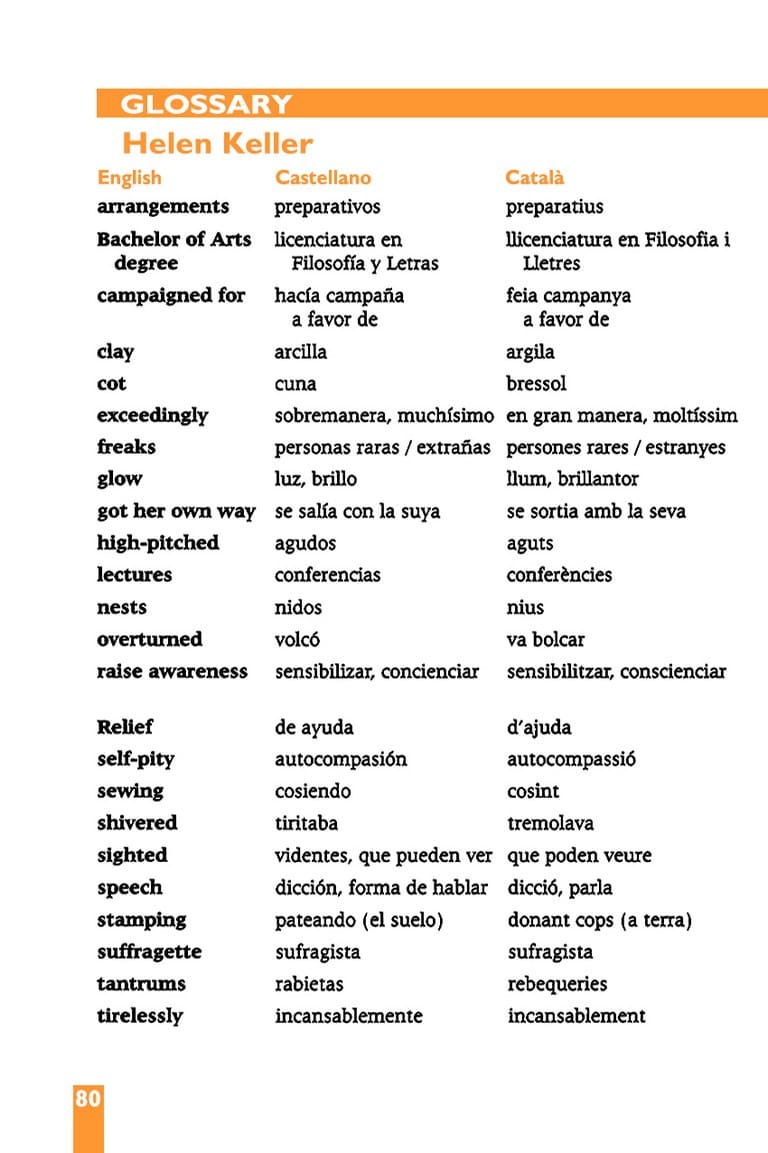 GLOSSARY
Helen Keller
English Castellano Català
arrangements preparativos preparatius
Bachelor of Arts licenciatura en llicenciatura en Filosofia i
degree Filosofía y Letras Lletres
campaigned for hacía campaña feia campanya
a favor de a favor de
clay arcilla argila
cot cuna bressol
exceedingly sobremanera, muchísimo en gran manera, moltíssim
freaks personas raras / extrañas persones rares / estranyes
glow luz, brillo llum, brillantor
got her own way se salía con la suya se sortia amb la seva
high-pitched agudos aguts
lectures conferencias conferències
nests nidos nius
overturned volcó va bolcar
raise awareness sensibilizar, concienciar sensibilitzar, conscienciar
Relief de ayuda d'ajuda
self-pity autocompasión autocompassió
sewing cosiendo cosint
shivered tiritaba tremolava
sighted videntes, que pueden ver que poden veure
speech dicción, forma de hablar dicció, parla
stamping pateando (el suelo) donant cops (a terra)
suffragette sufragista sufragista
tantrums rabietas rebequeries
tirelessly incansablemente incansablement
80